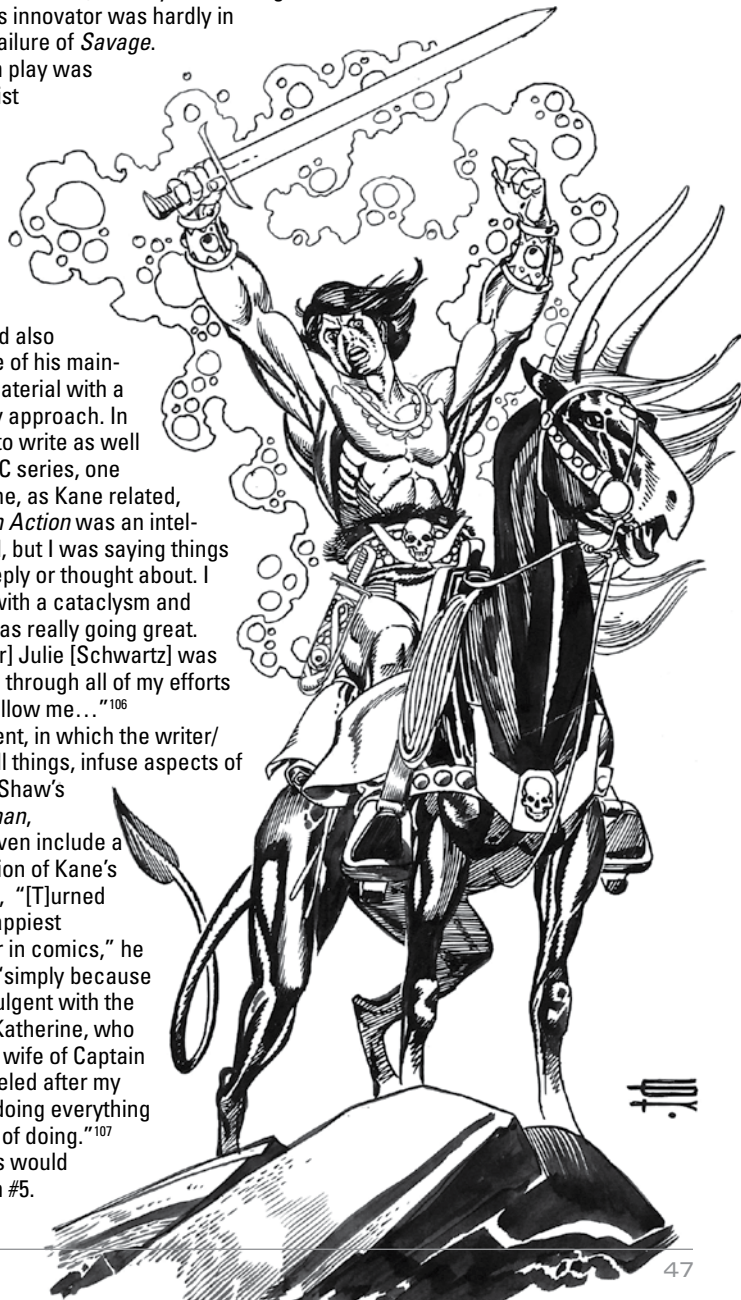 s innovator was hardly in
ailure of Savage.
play was
ist
d also
e of his main-
aterial with a
y approach. In
to write as well
C series, one
ne, as Kane related,
n Action was an intel-
l, but I was saying things
eply or thought about. I
with a cataclysm and
as really going great.
r] Julie [Schwartz] was
through all of my efforts
llow me…”106
ent, in which the writer/
ll things, infuse aspects of
Shaw’s
nan,
ven include a
ion of Kane’s
, “[T]urned
appiest
r in comics,” he
“simply because
ulgent with the
Katherine, who
wife of Captain
eled after my
doing everything
of doing.”107
s would
n #5.
47